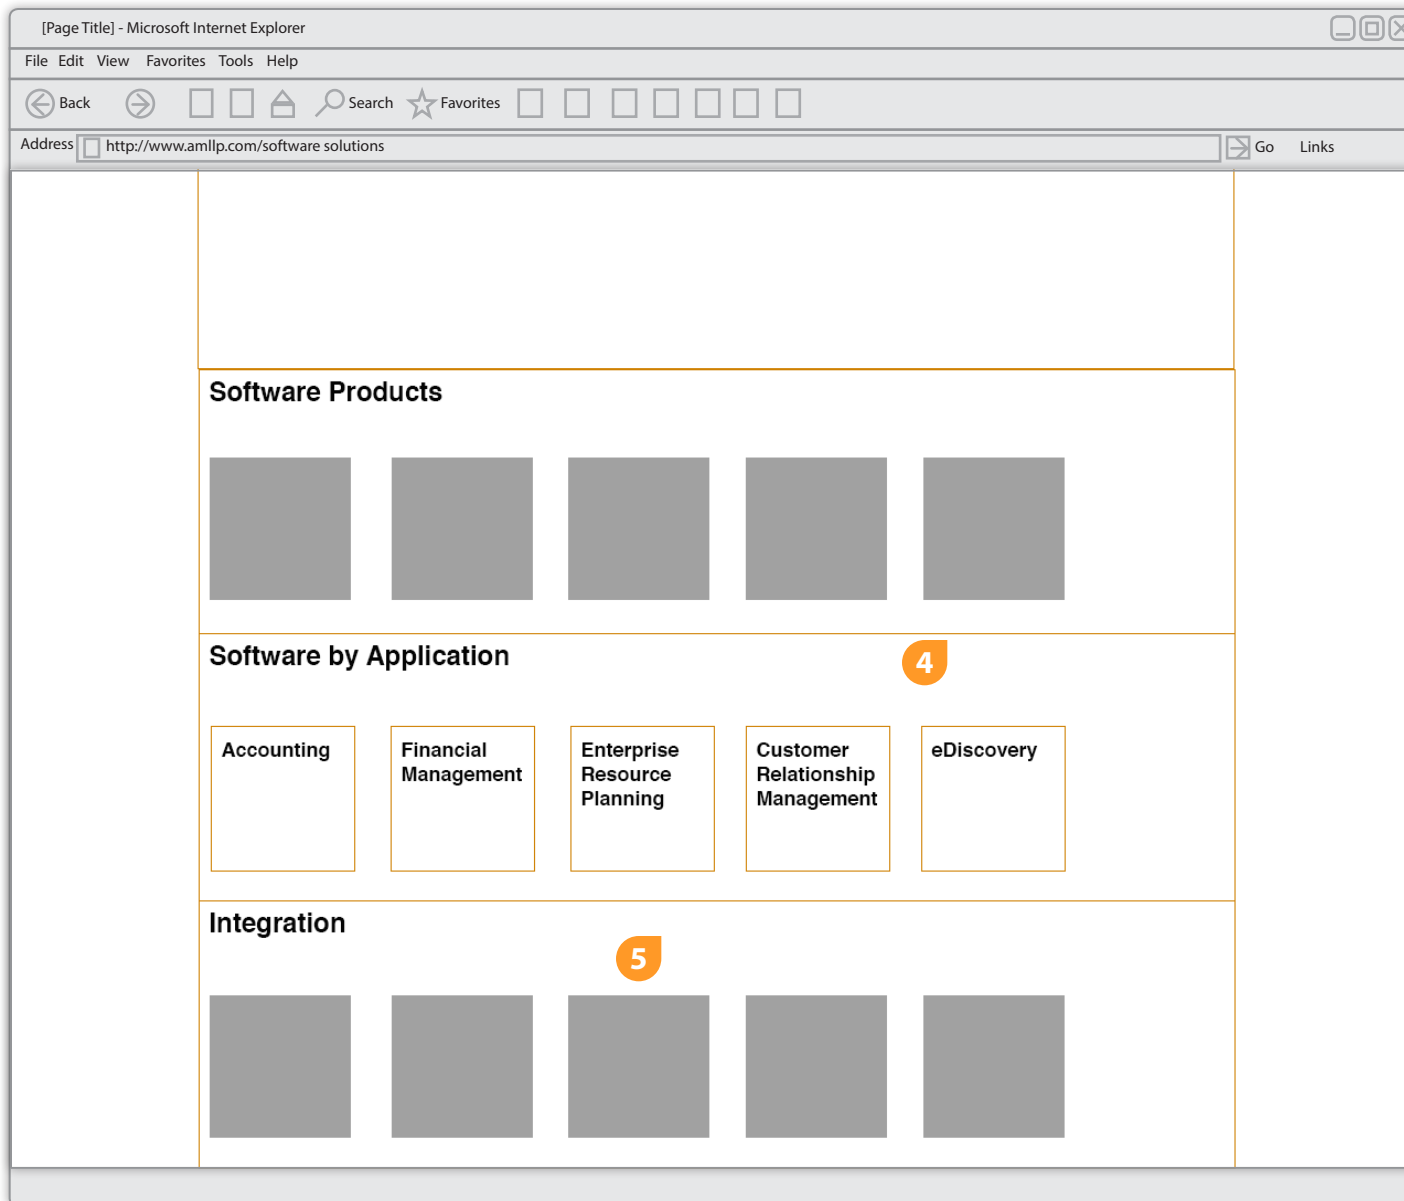 [Page Title] - Microsoft Internet Explorer
File Edit View Favorites Tools Help
Back Search Favorites
Address http://www.amllp.com/software solutions Go Links
Software Products
Software by Application
4
Accounting
Financial
Management
Enterprise
Resource
Planning
Customer
Relationship
Management
eDiscovery
Integration
5